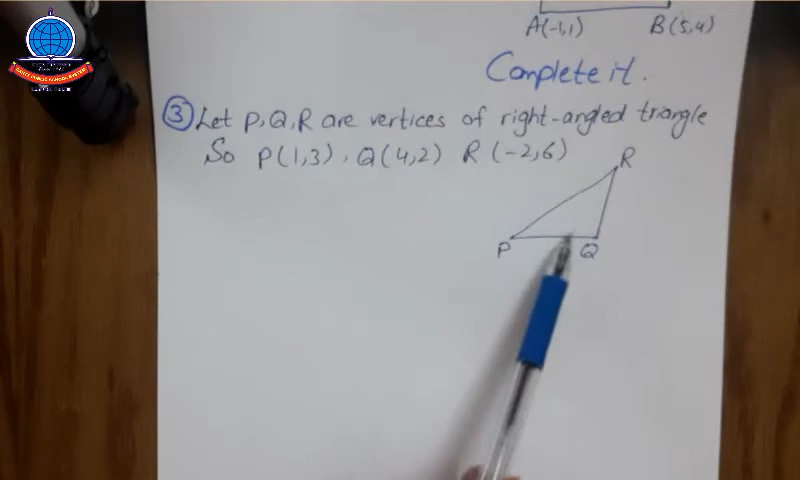 A(-1,1) B(5,4)
Complete it.
③ Let P,Q,R are vertices of right-angled triangle
So P(1,3), Q(4,2) R(-2,6)
R
P Q